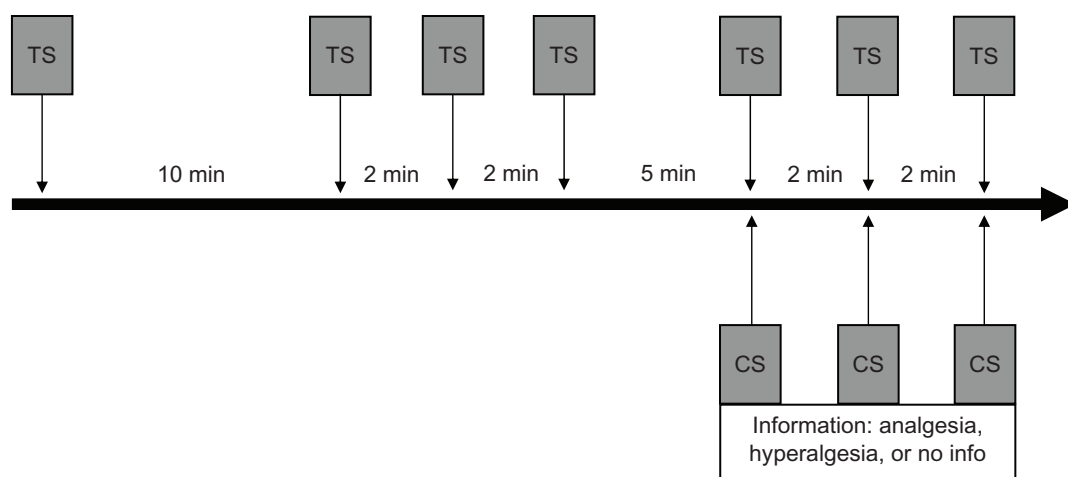 TS TS TS TS TS TS TS
10 min 2 min 2 min 5 min 2 min 2 min
CS CS CS
Information: analgesia,
hyperalgesia, or no info